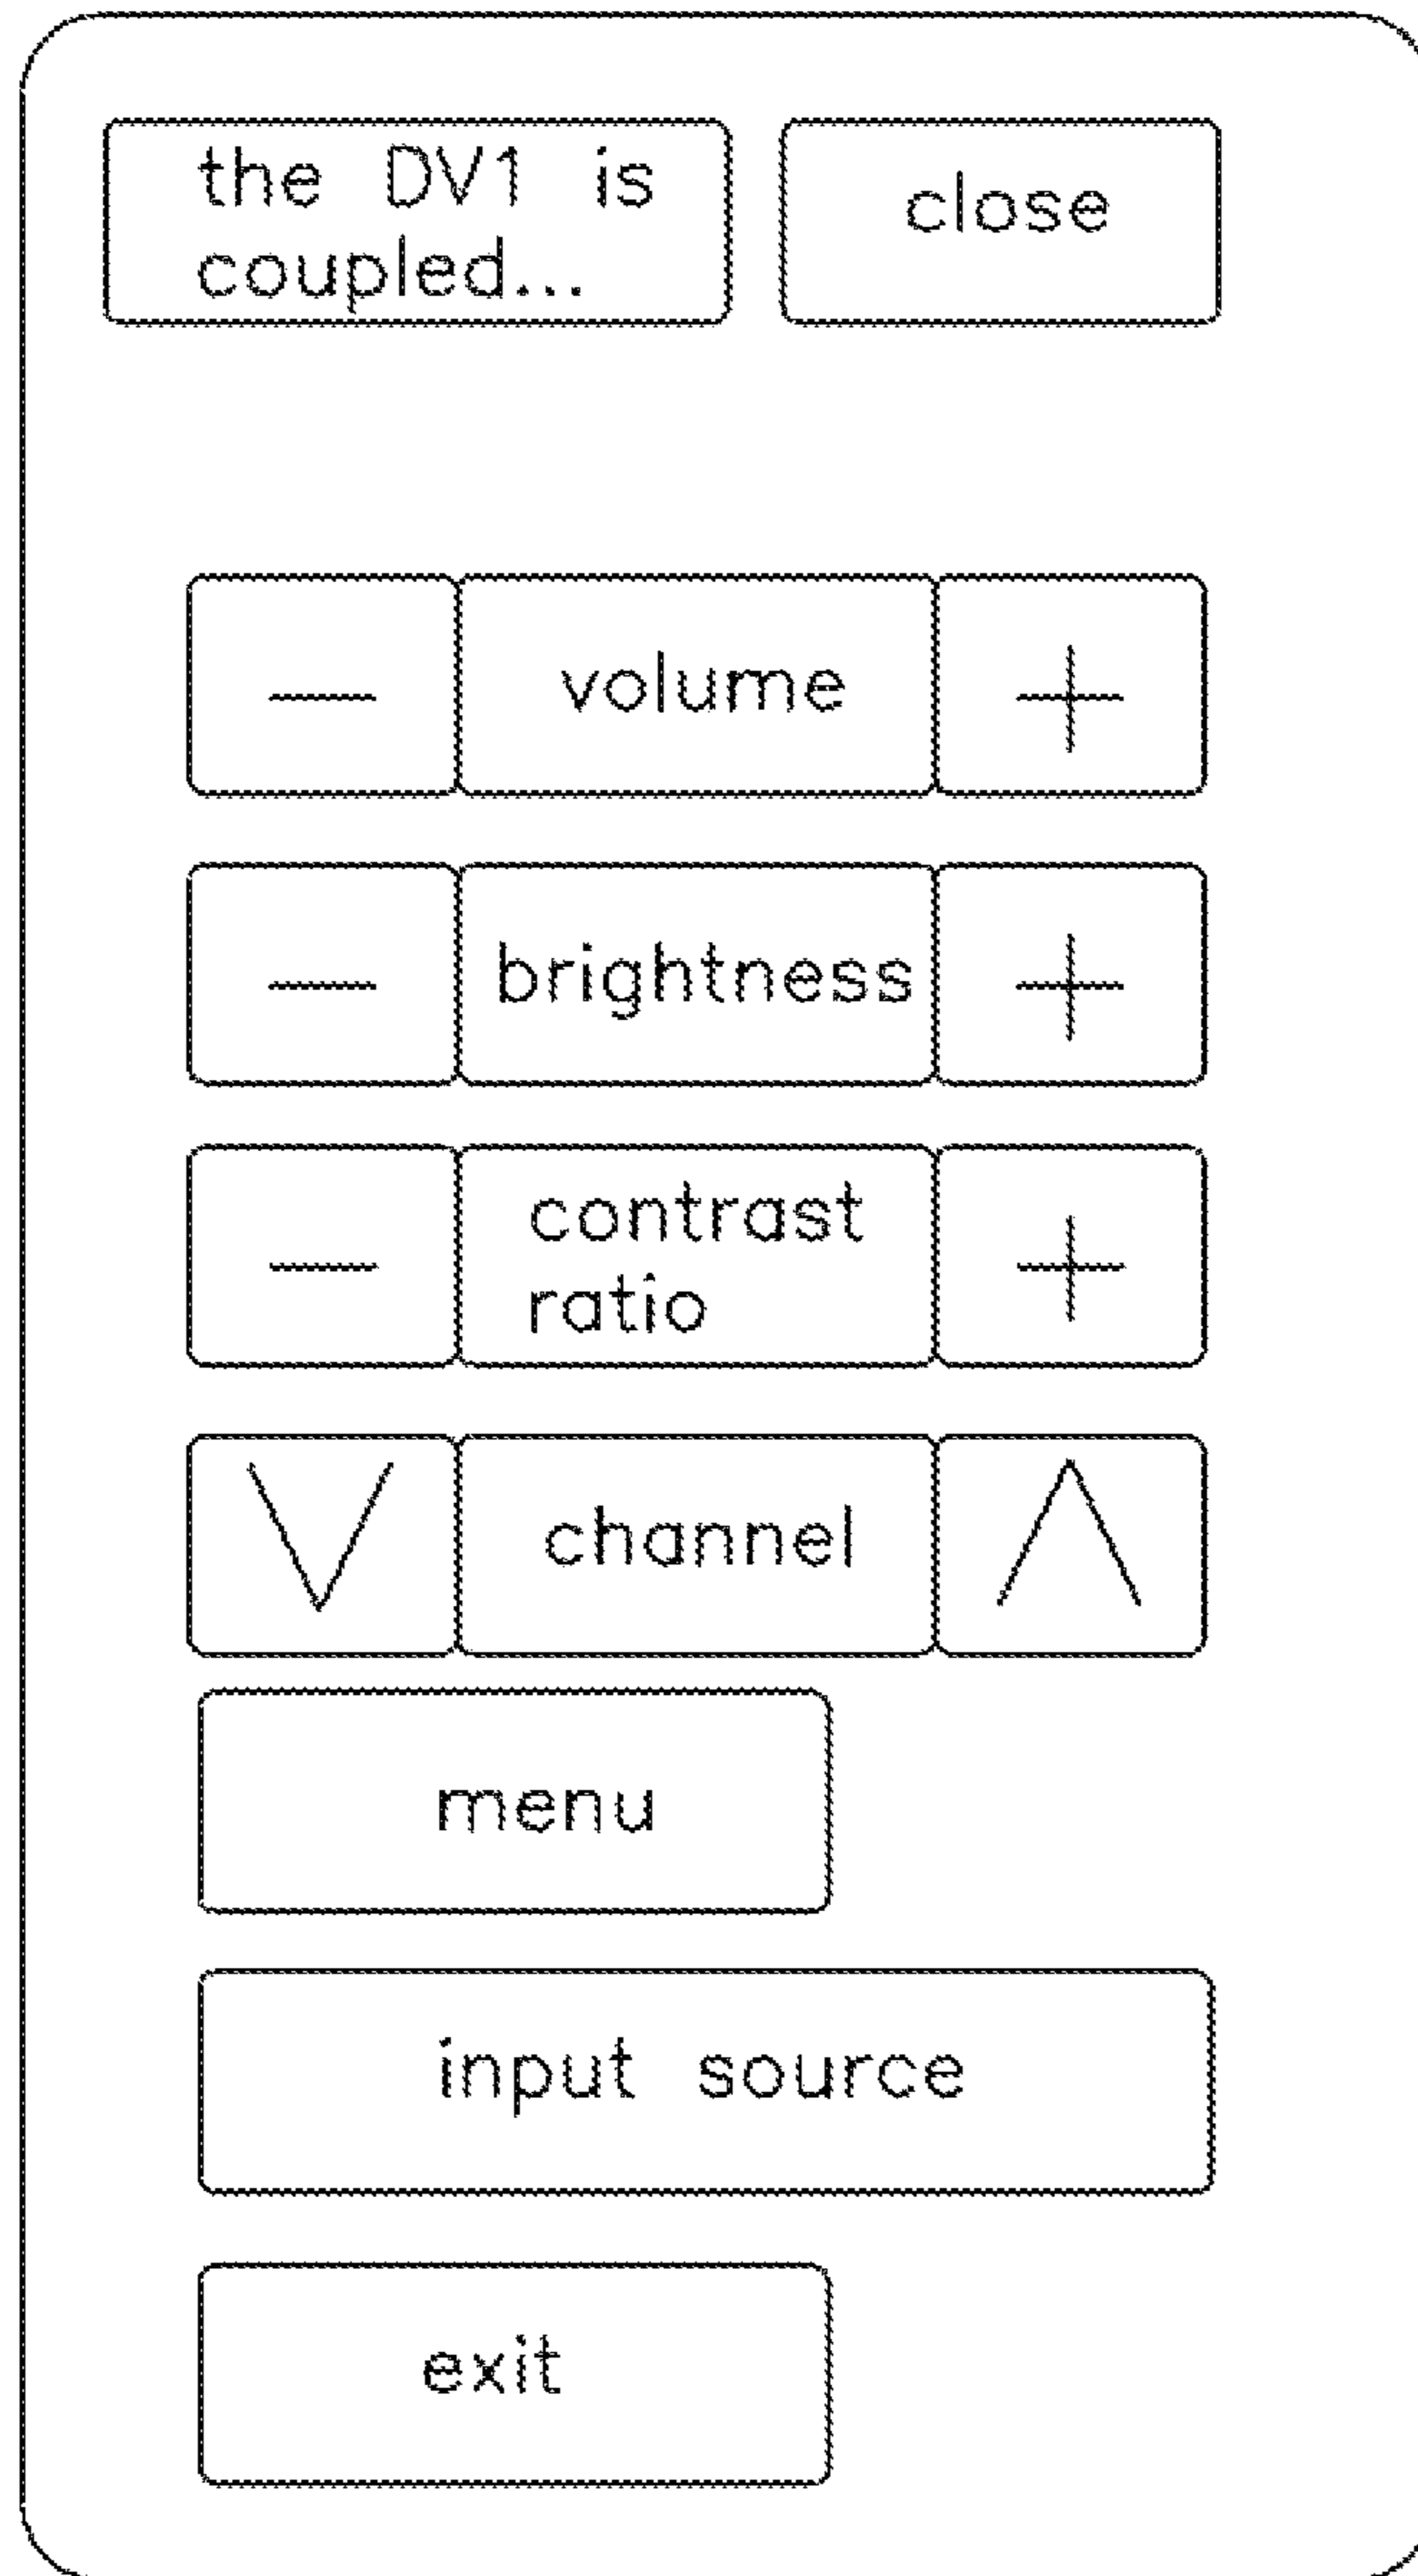 the DV1 is
coupled...
close
— volume +
— brightness +
— contrast
ratio +
channel
menu
input source
exit